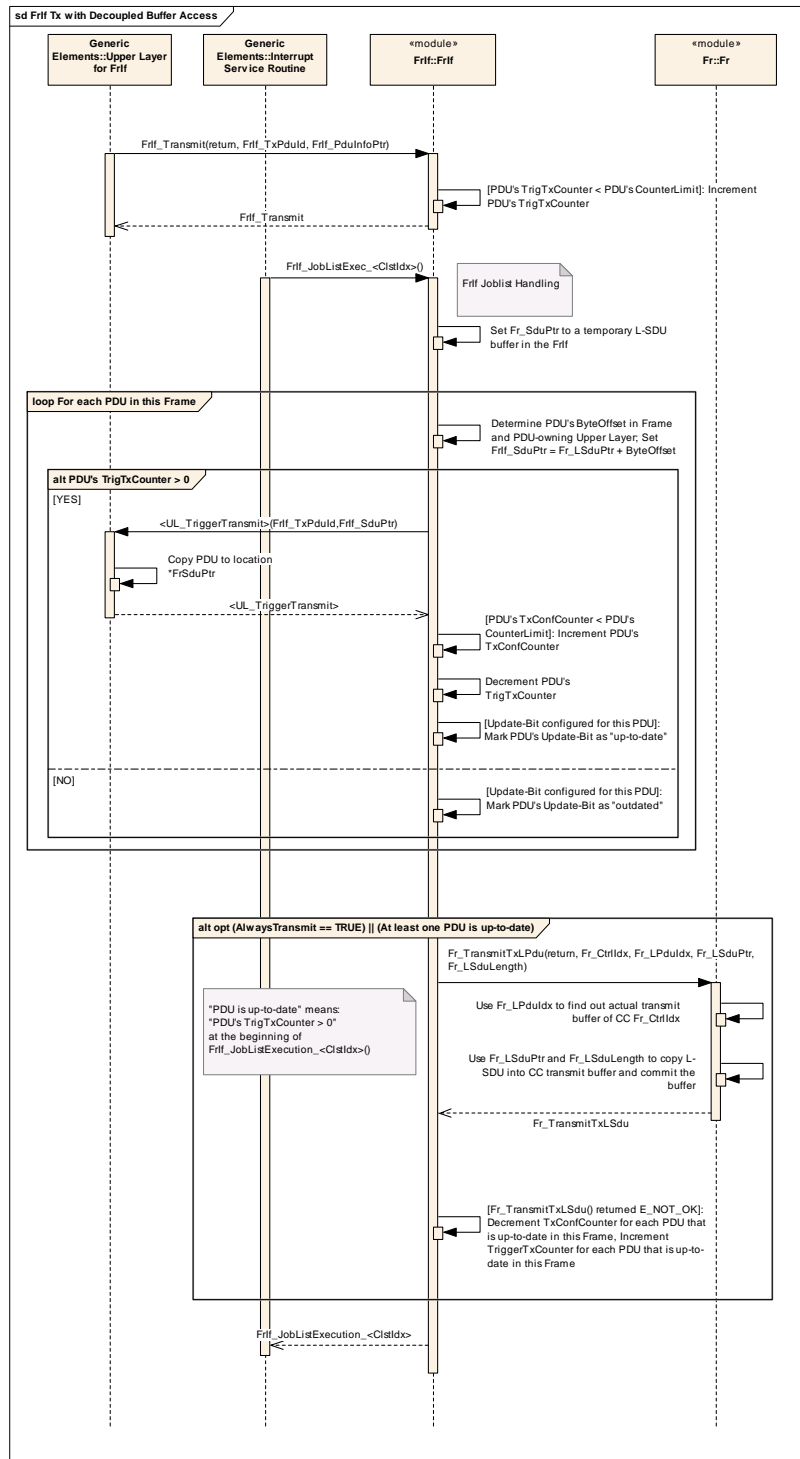 sd FrIf Tx with Decoupled Buffer Access
Generic
Elements::Upper Layer
for FrIf
Generic
Elements::Interrupt
Service Routine
«module»
FrIf::FrIf
«module»
Fr::Fr
FrIf_Transmit(return, FrIf_TxPduId, FrIf_PduInfoPtr)
[PDU's TrigTxCounter < PDU's CounterLimit]: Increment
PDU's TrigTxCounter
FrIf_Transmit
FrIf_JobListExec_<ClstIdx>()
FrIf Joblist Handling
Set Fr_SduPtr to a temporary L-SDU
buffer in the FrIf
loop For each PDU in this Frame
Determine PDU's ByteOffset in Frame
and PDU-owning Upper Layer; Set
FrIf_SduPtr = Fr_LSduPtr + ByteOffset
alt PDU's TrigTxCounter > 0
[YES]
<UL_TriggerTransmit>(FrIf_TxPduId,FrIf_SduPtr)
Copy PDU to location
*FrSduPtr
<UL_TriggerTransmit>
[PDU's TxConfCounter < PDU's
CounterLimit]: Increment PDU's
TxConfCounter
Decrement PDU's
TrigTxCounter
[Update-Bit configured for this PDU]:
Mark PDU's Update-Bit as "up-to-date"
[NO]
[Update-Bit configured for this PDU]:
Mark PDU's Update-Bit as "outdated"
alt opt (AlwaysTransmit == TRUE) || (At least one PDU is up-to-date)
Fr_TransmitTxLPdu(return, Fr_CtrlIdx, Fr_LPduIdx, Fr_LSduPtr,
Fr_LSduLength)
"PDU is up-to-date" means:
"PDU's TrigTxCounter > 0"
at the beginning of
FrIf_JobListExecution_<ClstIdx>()
Use Fr_LPduIdx to find out actual transmit
buffer of CC Fr_CtrlIdx
Use Fr_LSduPtr and Fr_LSduLength to copy L-
SDU into CC transmit buffer and commit the
buffer
Fr_TransmitTxLSdu
[Fr_TransmitTxLSdu() returned E_NOT_OK]:
Decrement TxConfCounter for each PDU that
is up-to-date in this Frame, Increment
TriggerTxCounter for each PDU that is up-to-
date in this Frame
FrIf_JobListExecution_<ClstIdx>